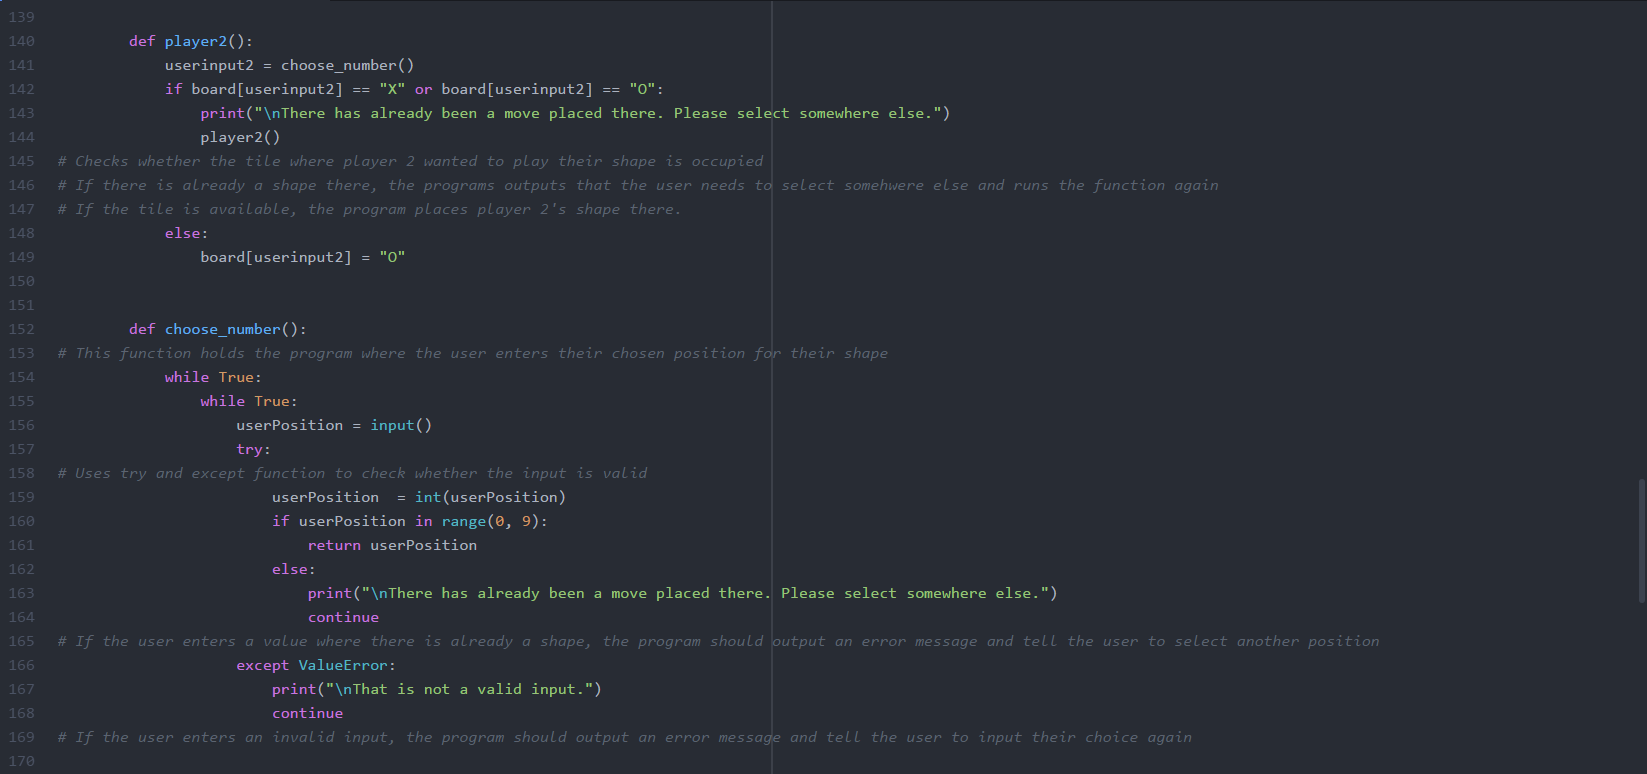 139
140         def player2():
141             userinput2 = choose_number()
142             if board[userinput2] == "X" or board[userinput2] == "O":
143                 print("\nThere has already been a move placed there. Please select somewhere else.")
144                 player2()
145 # Checks whether the tile where player 2 wanted to play their shape is occupied
146 # If there is already a shape there, the programs outputs that the user needs to select somehwere else and runs the function again
147 # If the tile is available, the program places player 2's shape there.
148             else:
149                 board[userinput2] = "O"
150
151
152         def choose_number():
153 # This function holds the program where the user enters their chosen position for their shape
154             while True:
155                 while True:
156                     userPosition = input()
157                     try:
158 # Uses try and except function to check whether the input is valid
159                         userPosition  = int(userPosition)
160                         if userPosition in range(0, 9):
161                             return userPosition
162                         else:
163                             print("\nThere has already been a move placed there. Please select somewhere else.")
164                             continue
165 # If the user enters a value where there is already a shape, the program should output an error message and tell the user to select another position
166                     except ValueError:
167                         print("\nThat is not a valid input.")
168                         continue
169 # If the user enters an invalid input, the program should output an error message and tell the user to input their choice again
170